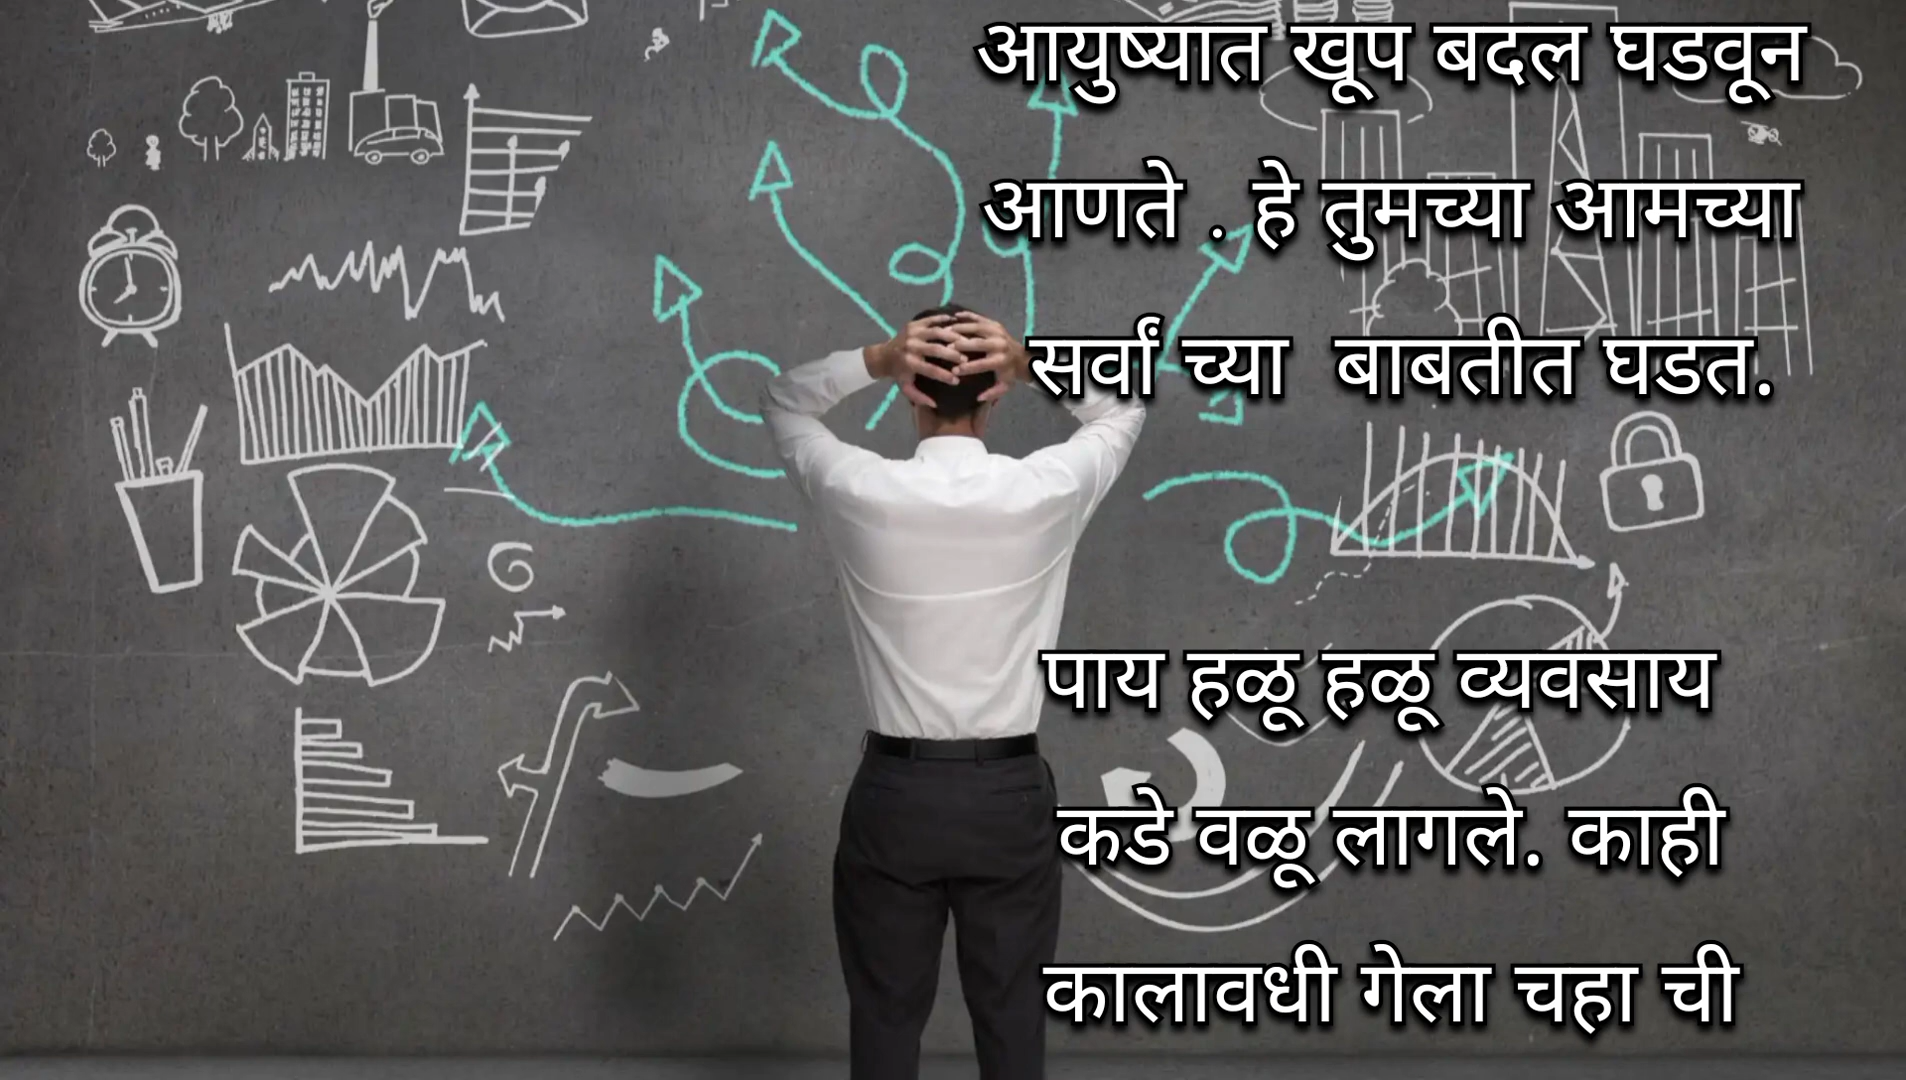 आयुष्यात खूप बदल घडवून
आणते . हे तुमच्या आमच्या
सर्वां च्या बाबतीत घडत.
पाय हळू हळू व्यवसाय
कडे वळू लागले. काही
कालावधी गेला चहा ची